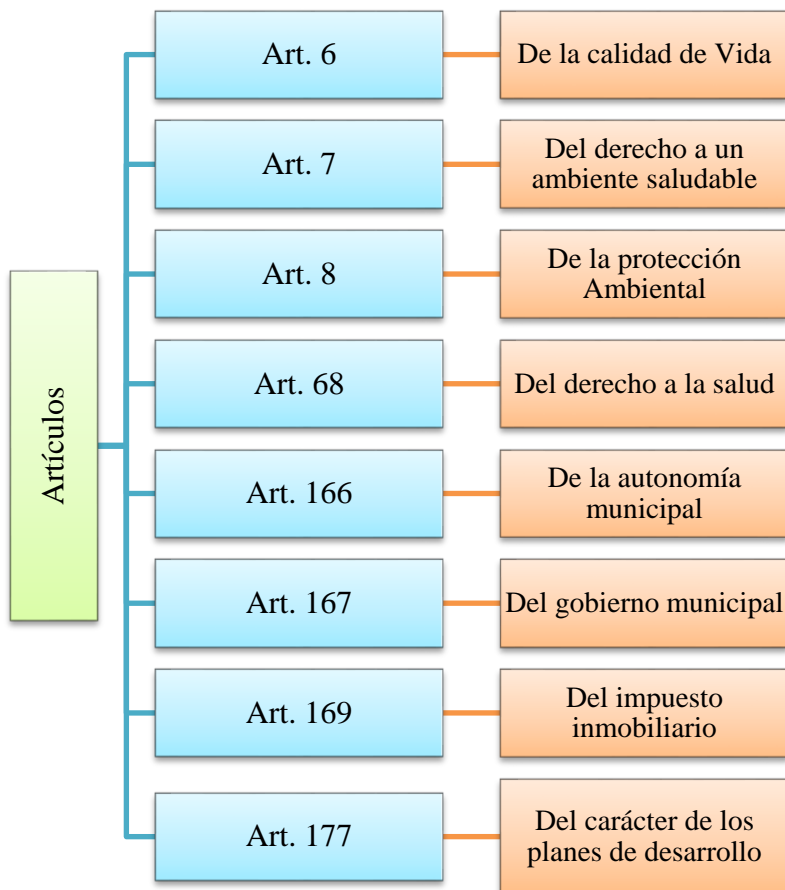 Artículos
Art. 6
De la calidad de Vida
Art. 7
Del derecho a un
ambiente saludable
Art. 8
De la protección
Ambiental
Art. 68
Del derecho a la salud
Art. 166
De la autonomía
municipal
Art. 167
Del gobierno municipal
Art. 169
Del impuesto
inmobiliario
Art. 177
Del carácter de los
planes de desarrollo